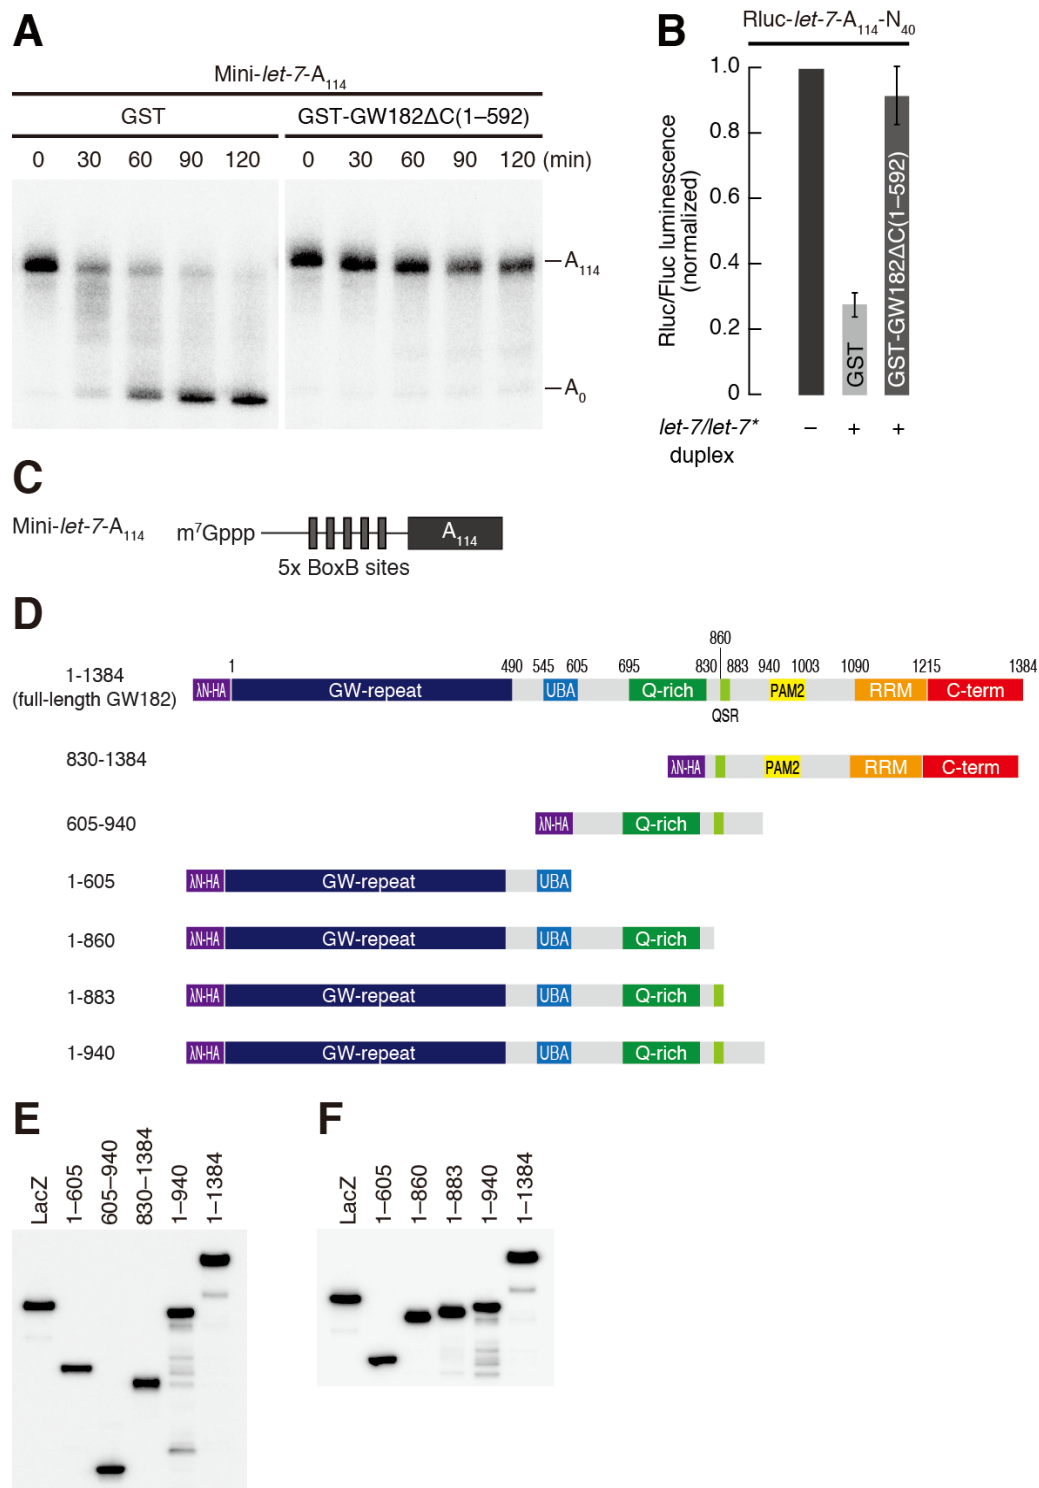 A
Mini-let-7-A114
GST GST-GW182ΔC(1–592)
0 30 60 90 120 0 30 60 90 120 (min)
A114
A0
B
Rluc-let-7-A114-N40
Rluc/Fluc luminescence
(normalized)
1.0
0.8
0.6
0.4
0.2
0
GST
GST-GW182ΔC(1–592)
let-7/let-7* – + +
duplex
C
Mini-let-7-A114 m7Gppp A114
5x BoxB sites
D
860
1 490 545 605 695 830 883 940 1003 1090 1215 1384
1-1384
(full-length GW182)
λN-HA GW-repeat UBA Q-rich PAM2 RRM C-term
QSR
830-1384 λN-HA PAM2 RRM C-term
605-940 λN-HA Q-rich
1-605 λN-HA GW-repeat UBA
1-860 λN-HA GW-repeat UBA Q-rich
1-883 λN-HA GW-repeat UBA Q-rich
1-940 λN-HA GW-repeat UBA Q-rich
E
LacZ
1–605
605–940
830–1384
1–940
1–1384
F
LacZ
1–605
1–860
1–883
1–940
1–1384